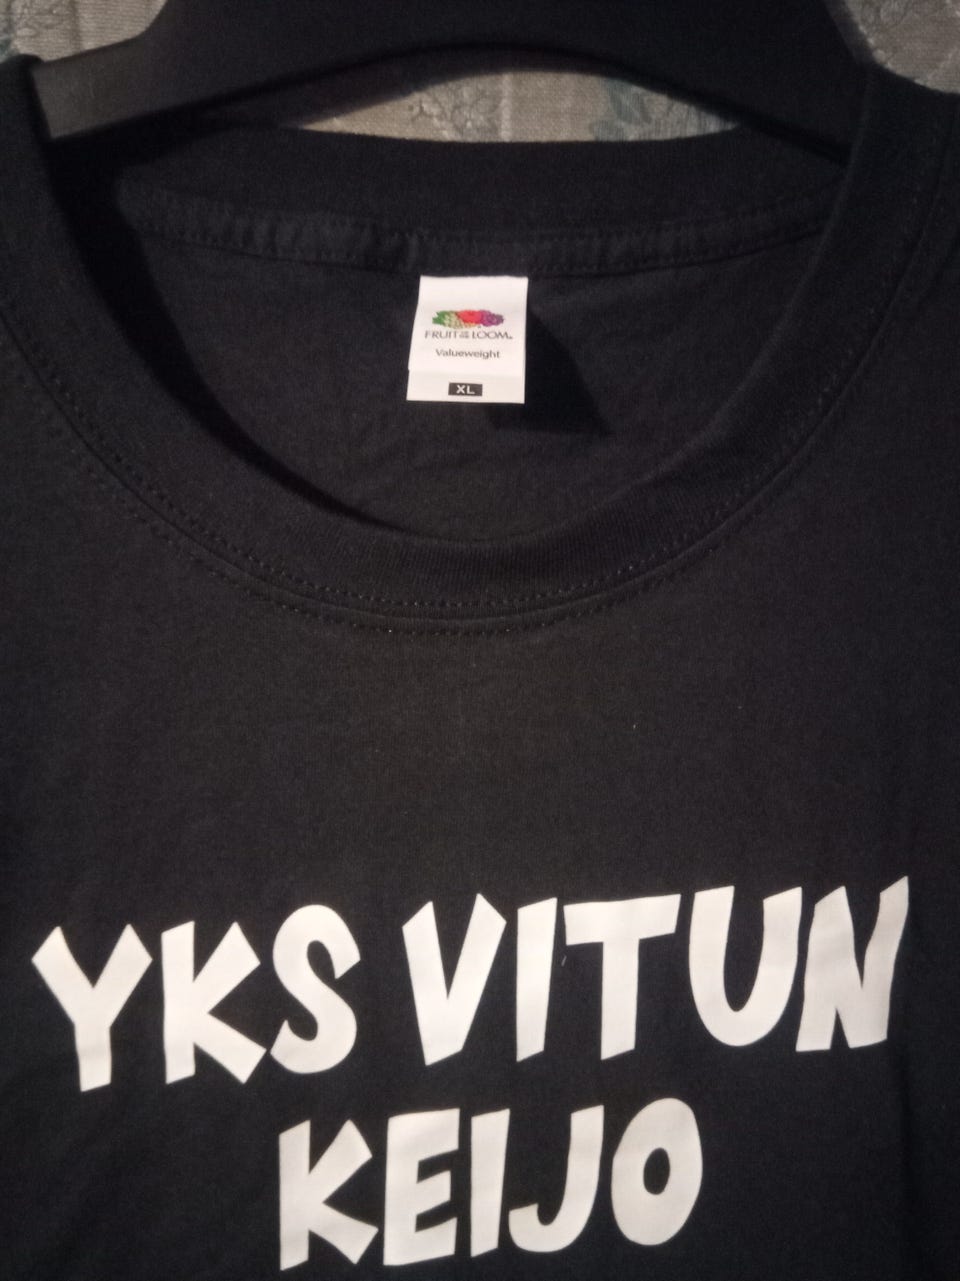 FRUIT OF THE LOOM.
Valueweight
XL
YKS VITUN
KEIJO